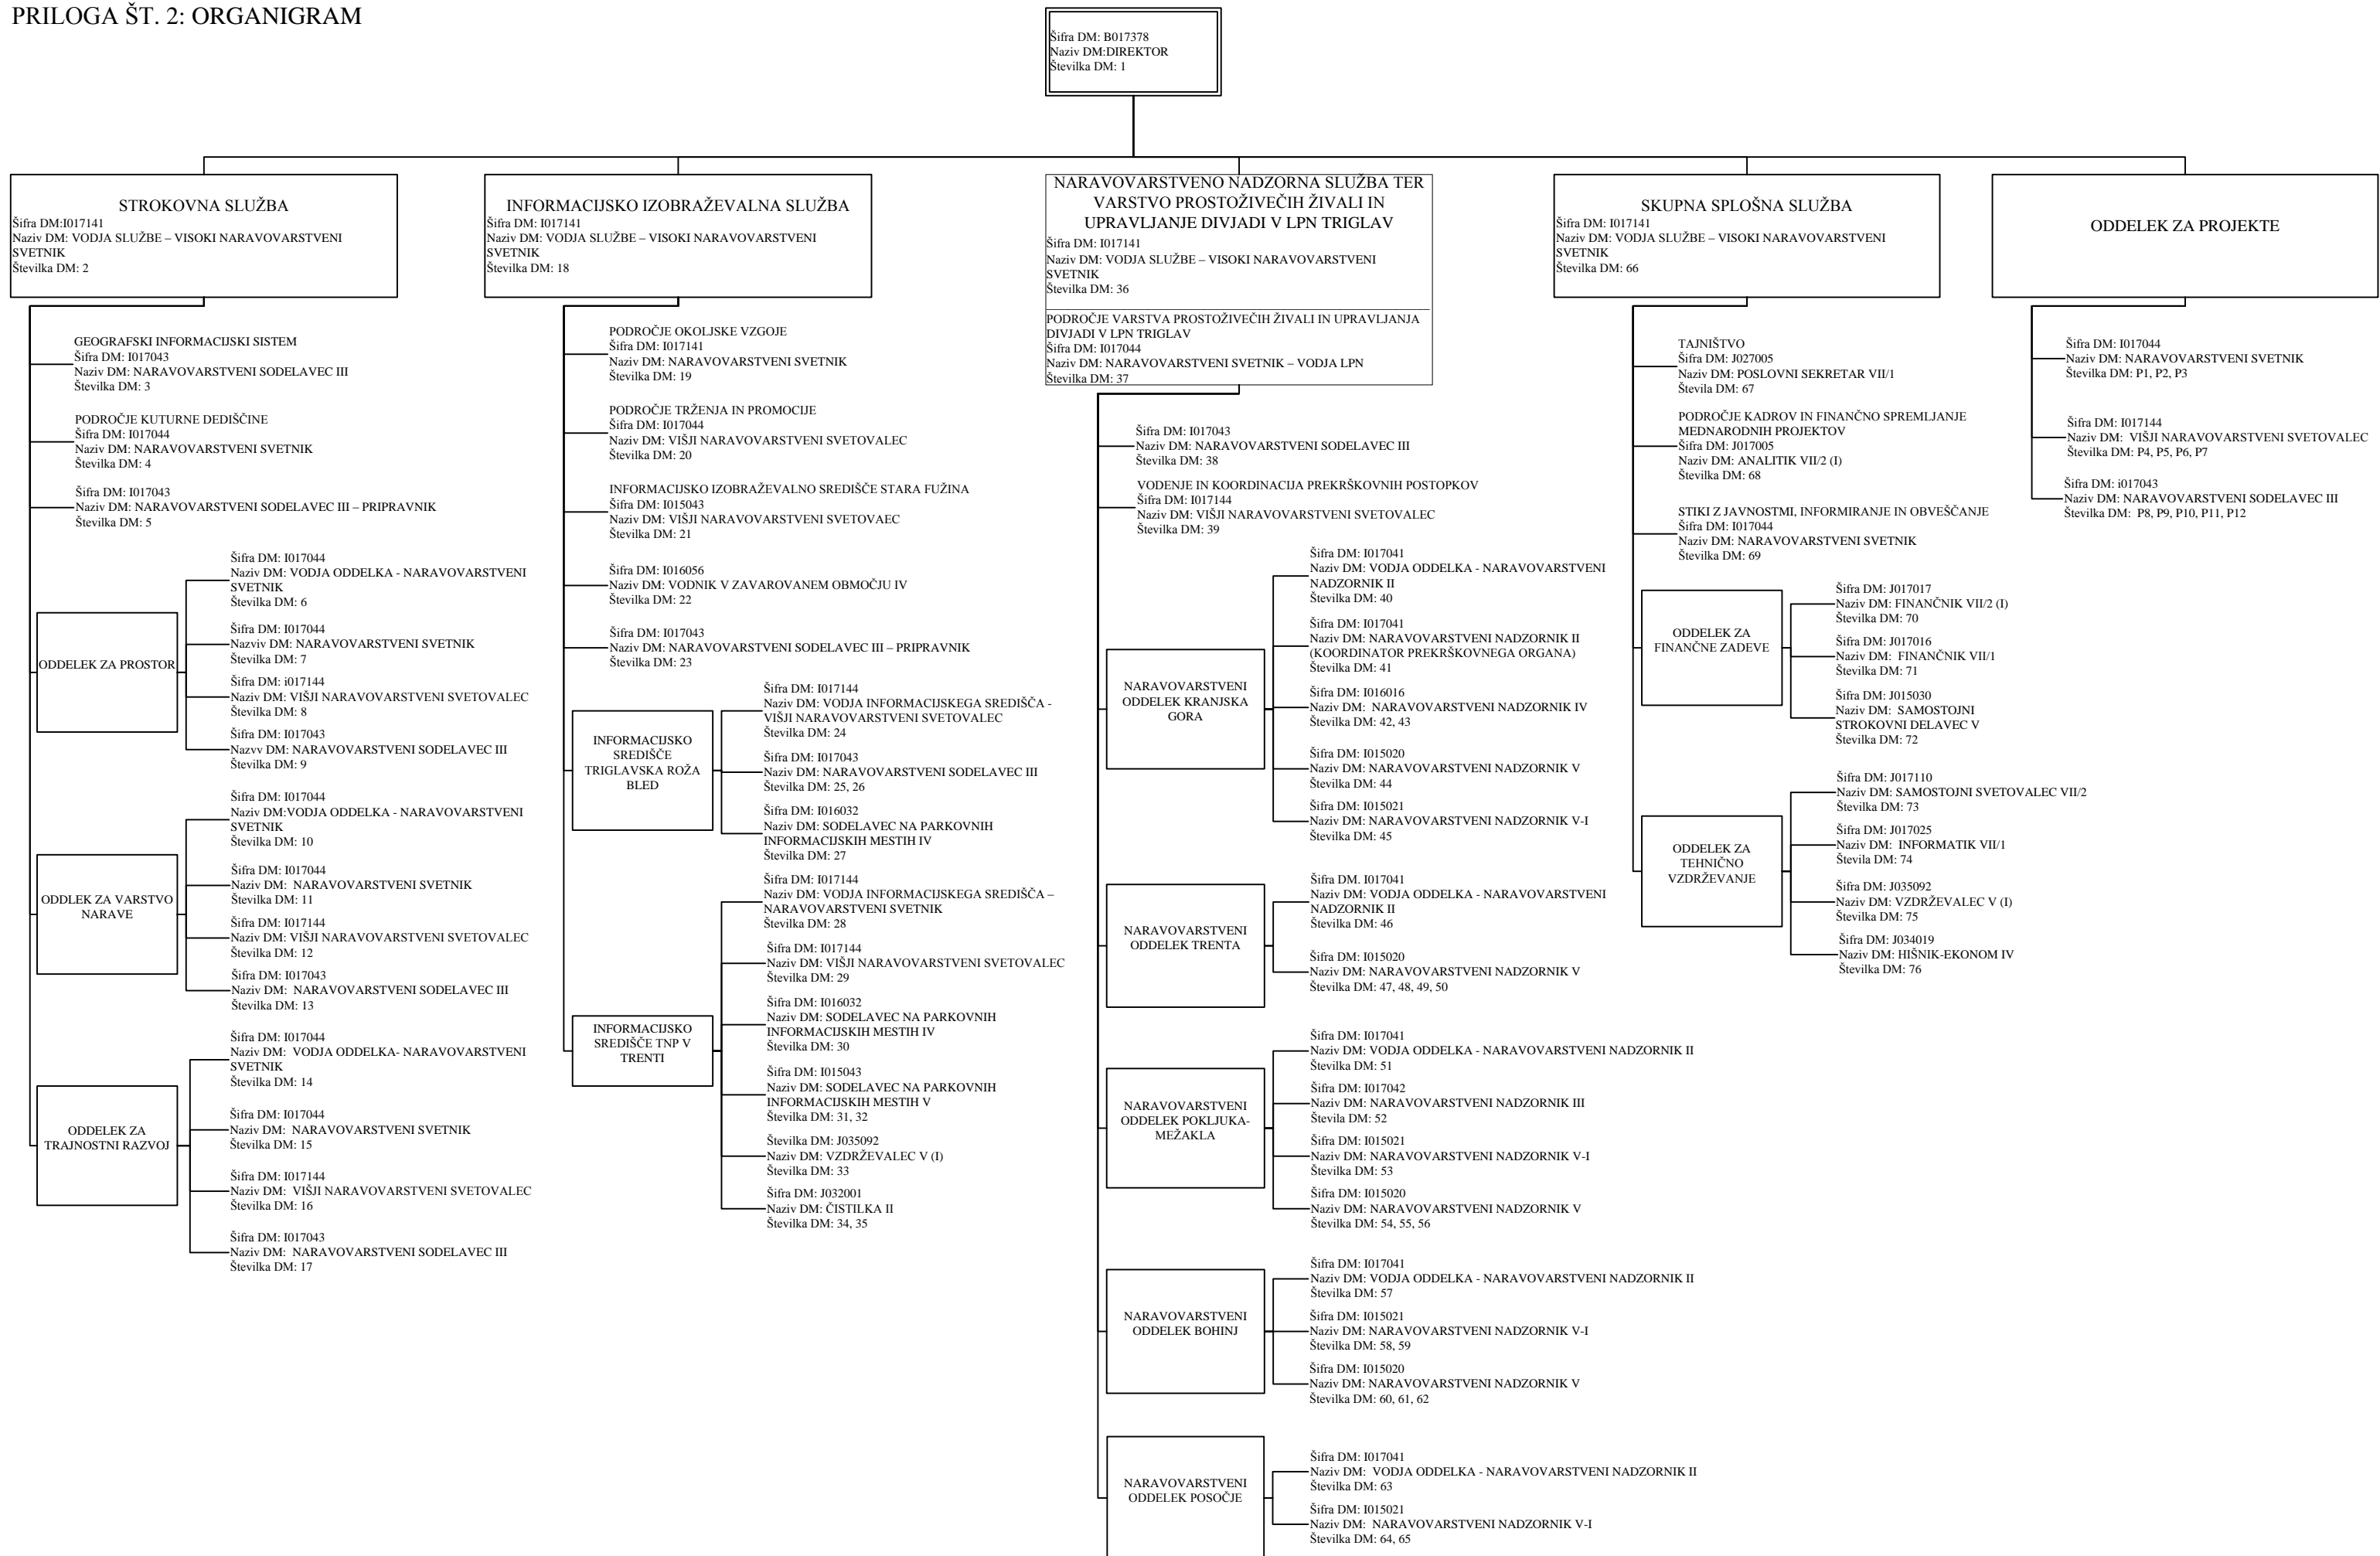 PRILOGA ŠT. 2: ORGANIGRAM
Šifra DM: B017378
Naziv DM:DIREKTOR
Številka DM: 1
STROKOVNA SLUŽBA
Šifra DM:I017141
Naziv DM: VODJA SLUŽBE – VISOKI NARAVOVARSTVENI
SVETNIK
Številka DM: 2
GEOGRAFSKI INFORMACIJSKI SISTEM
Šifra DM: I017043
Naziv DM: NARAVOVARSTVENI SODELAVEC III
Številka DM: 3
PODROČJE KUTURNE DEDIŠČINE
Šifra DM: I017044
Naziv DM: NARAVOVARSTVENI SVETNIK
Številka DM: 4
Šifra DM: I017043
Naziv DM: NARAVOVARSTVENI SODELAVEC III – PRIPRAVNIK
Številka DM: 5
ODDELEK ZA PROSTOR
Šifra DM: I017044
Naziv DM: VODJA ODDELKA - NARAVOVARSTVENI
SVETNIK
Številka DM: 6
Šifra DM: I017044
Nazviv DM: NARAVOVARSTVENI SVETNIK
Številka DM: 7
Šifra DM: i017144
Naziv DM: VIŠJI NARAVOVARSTVENI SVETOVALEC
Številka DM: 8
Šifra DM: I017043
Nazvv DM: NARAVOVARSTVENI SODELAVEC III
Številka DM: 9
ODDLEK ZA VARSTVO
NARAVE
Šifra DM: I017044
Naziv DM:VODJA ODDELKA - NARAVOVARSTVENI
SVETNIK
Številka DM: 10
Šifra DM: I017044
Naziv DM: NARAVOVARSTVENI SVETNIK
Številka DM: 11
Šifra DM: I017144
Naziv DM: VIŠJI NARAVOVARSTVENI SVETOVALEC
Številka DM: 12
Šifra DM: I017043
Naziv DM: NARAVOVARSTVENI SODELAVEC III
Številka DM: 13
ODDELEK ZA
TRAJNOSTNI RAZVOJ
Šifra DM: I017044
Naziv DM: VODJA ODDELKA- NARAVOVARSTVENI
SVETNIK
Številka DM: 14
Šifra DM: I017044
Naziv DM: NARAVOVARSTVENI SVETNIK
Številka DM: 15
Šifra DM: I017144
Naziv DM: VIŠJI NARAVOVARSTVENI SVETOVALEC
Številka DM: 16
Šifra DM: I017043
Naziv DM: NARAVOVARSTVENI SODELAVEC III
Številka DM: 17
INFORMACIJSKO IZOBRAŽEVALNA SLUŽBA
Šifra DM: I017141
Naziv DM: VODJA SLUŽBE – VISOKI NARAVOVARSTVENI
SVETNIK
Številka DM: 18
PODROČJE OKOLJSKE VZGOJE
Šifra DM: I017141
Naziv DM: NARAVOVARSTVENI SVETNIK
Številka DM: 19
PODROČJE TRŽENJA IN PROMOCIJE
Šifra DM: I017044
Naziv DM: VIŠJI NARAVOVARSTVENI SVETOVALEC
Številka DM: 20
INFORMACIJSKO IZOBRAŽEVALNO SREDIŠČE STARA FUŽINA
Šifra DM: I015043
Naziv DM: VIŠJI NARAVOVARSTVENI SVETOVAEC
Številka DM: 21
Šifra DM: I016056
Naziv DM: VODNIK V ZAVAROVANEM OBMOČJU IV
Številka DM: 22
Šifra DM: I017043
Naziv DM: NARAVOVARSTVENI SODELAVEC III – PRIPRAVNIK
Številka DM: 23
INFORMACIJSKO
SREDIŠČE
TRIGLAVSKA ROŽA
BLED
Šifra DM: I017144
Naziv DM: VODJA INFORMACIJSKEGA SREDIŠČA -
VIŠJI NARAVOVARSTVENI SVETOVALEC
Številka DM: 24
Šifra DM: I017043
Naziv DM: NARAVOVARSTVENI SODELAVEC III
Številka DM: 25, 26
Šifra DM: I016032
Naziv DM: SODELAVEC NA PARKOVNIH
INFORMACIJSKIH MESTIH IV
Številka DM: 27
INFORMACIJSKO
SREDIŠČE TNP V
TRENTI
Šifra DM: I017144
Naziv DM: VODJA INFORMACIJSKEGA SREDIŠČA –
NARAVOVARSTVENI SVETNIK
Številka DM: 28
Šifra DM: I017144
Naziv DM: VIŠJI NARAVOVARSTVENI SVETOVALEC
Številka DM: 29
Šifra DM: I016032
Naziv DM: SODELAVEC NA PARKOVNIH
INFORMACIJSKIH MESTIH IV
Številka DM: 30
Šifra DM: I015043
Naziv DM: SODELAVEC NA PARKOVNIH
INFORMACIJSKIH MESTIH V
Številka DM: 31, 32
Številka DM: J035092
Naziv DM: VZDRŽEVALEC V (I)
Številka DM: 33
Šifra DM: J032001
Naziv DM: ČISTILKA II
Številka DM: 34, 35
NARAVOVARSTVENO NADZORNA SLUŽBA TER
VARSTVO PROSTOŽIVEČIH ŽIVALI IN
UPRAVLJANJE DIVJADI V LPN TRIGLAV
Šifra DM: I017141
Naziv DM: VODJA SLUŽBE – VISOKI NARAVOVARSTVENI
SVETNIK
Številka DM: 36
PODROČJE VARSTVA PROSTOŽIVEČIH ŽIVALI IN UPRAVLJANJA
DIVJADI V LPN TRIGLAV
Šifra DM: I017044
Naziv DM: NARAVOVARSTVENI SVETNIK – VODJA LPN
Številka DM: 37
Šifra DM: I017043
Naziv DM: NARAVOVARSTVENI SODELAVEC III
Številka DM: 38
VODENJE IN KOORDINACIJA PREKRŠKOVNIH POSTOPKOV
Šifra DM: I017144
Naziv DM: VIŠJI NARAVOVARSTVENI SVETOVALEC
Številka DM: 39
NARAVOVARSTVENI
ODDELEK KRANJSKA
GORA
Šifra DM: I017041
Naziv DM: VODJA ODDELKA - NARAVOVARSTVENI
NADZORNIK II
Številka DM: 40
Šifra DM: I017041
Naziv DM: NARAVOVARSTVENI NADZORNIK II
(KOORDINATOR PREKRŠKOVNEGA ORGANA)
Številka DM: 41
Šifra DM: I016016
Naziv DM: NARAVOVARSTVENI NADZORNIK IV
Številka DM: 42, 43
Šifra DM: I015020
Naziv DM: NARAVOVARSTVENI NADZORNIK V
Številka DM: 44
Šifra DM: I015021
Naziv DM: NARAVOVARSTVENI NADZORNIK V-I
Številka DM: 45
NARAVOVARSTVENI
ODDELEK TRENTA
Šifra DM. I017041
Naziv DM: VODJA ODDELKA - NARAVOVARSTVENI
NADZORNIK II
Številka DM: 46
Šifra DM: I015020
Naziv DM: NARAVOVARSTVENI NADZORNIK V
Številka DM: 47, 48, 49, 50
NARAVOVARSTVENI
ODDELEK POKLJUKA-
MEŽAKLA
Šifra DM: I017041
Naziv DM: VODJA ODDELKA - NARAVOVARSTVENI NADZORNIK II
Številka DM: 51
Šifra DM: I017042
Naziv DM: NARAVOVARSTVENI NADZORNIK III
Števila DM: 52
Šifra DM: I015021
Naziv DM: NARAVOVARSTVENI NADZORNIK V-I
Številka DM: 53
Šifra DM: I015020
Naziv DM: NARAVOVARSTVENI NADZORNIK V
Številka DM: 54, 55, 56
NARAVOVARSTVENI
ODDELEK BOHINJ
Šifra DM: I017041
Naziv DM: VODJA ODDELKA - NARAVOVARSTVENI NADZORNIK II
Številka DM: 57
Šifra DM: I015021
Naziv DM: NARAVOVARSTVENI NADZORNIK V-I
Številka DM: 58, 59
Šifra DM: I015020
Naziv DM: NARAVOVARSTVENI NADZORNIK V
Številka DM: 60, 61, 62
NARAVOVARSTVENI
ODDELEK POSOČJE
Šifra DM: I017041
Naziv DM: VODJA ODDELKA - NARAVOVARSTVENI NADZORNIK II
Številka DM: 63
Šifra DM: I015021
Naziv DM: NARAVOVARSTVENI NADZORNIK V-I
Številka DM: 64, 65
SKUPNA SPLOŠNA SLUŽBA
Šifra DM: I017141
Naziv DM: VODJA SLUŽBE – VISOKI NARAVOVARSTVENI
SVETNIK
Številka DM: 66
TAJNIŠTVO
Šifra DM: J027005
Naziv DM: POSLOVNI SEKRETAR VII/1
Števila DM: 67
PODROČJE KADROV IN FINANČNO SPREMLJANJE
MEDNARODNIH PROJEKTOV
Šifra DM: J017005
Naziv DM: ANALITIK VII/2 (I)
Številka DM: 68
STIKI Z JAVNOSTMI, INFORMIRANJE IN OBVEŠČANJE
Šifra DM: I017044
Naziv DM: NARAVOVARSTVENI SVETNIK
Številka DM: 69
ODDELEK ZA
FINANČNE ZADEVE
Šifra DM: J017017
Naziv DM: FINANČNIK VII/2 (I)
Številka DM: 70
Šifra DM: J017016
Naziv DM: FINANČNIK VII/1
Številka DM: 71
Šifra DM: J015030
Naziv DM: SAMOSTOJNI
STROKOVNI DELAVEC V
Številka DM: 72
ODDELEK ZA
TEHNIČNO
VZDRŽEVANJE
Šifra DM: J017110
Naziv DM: SAMOSTOJNI SVETOVALEC VII/2
Številka DM: 73
Šifra DM: J017025
Naziv DM: INFORMATIK VII/1
Števila DM: 74
Šifra DM: J035092
Naziv DM: VZDRŽEVALEC V (I)
Številka DM: 75
Šifra DM: J034019
Naziv DM: HIŠNIK-EKONOM IV
Številka DM: 76
ODDELEK ZA PROJEKTE
Šifra DM: I017044
Naziv DM: NARAVOVARSTVENI SVETNIK
Številka DM: P1, P2, P3
Šifra DM: I017144
Naziv DM: VIŠJI NARAVOVARSTVENI SVETOVALEC
Številka DM: P4, P5, P6, P7
Šifra DM: i017043
Naziv DM: NARAVOVARSTVENI SODELAVEC III
Številka DM: P8, P9, P10, P11, P12